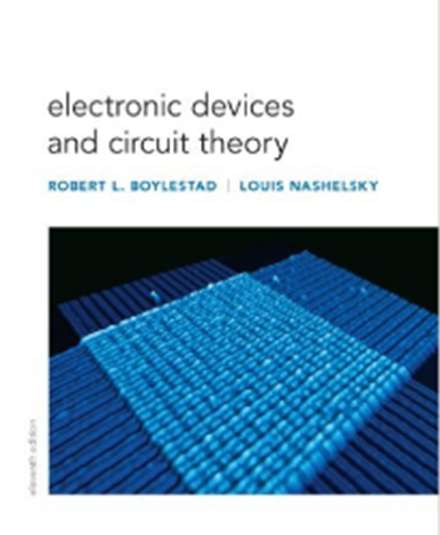 electronic devices
and circuit theory
ROBERT L. BOYLESTAD | LOUIS NASHELSKY
eleventh edition